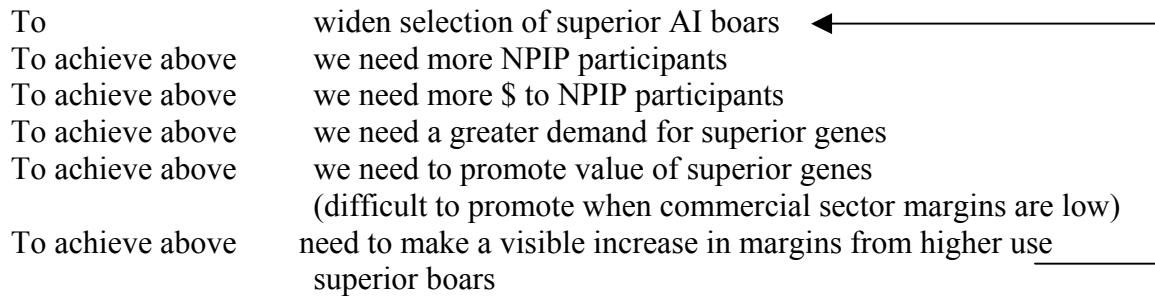 To widen selection of superior AI boars
To achieve above we need more NPIP participants
To achieve above we need more $ to NPIP participants
To achieve above we need a greater demand for superior genes
To achieve above we need to promote value of superior genes
(difficult to promote when commercial sector margins are low)
To achieve above need to make a visible increase in margins from higher use
superior boars